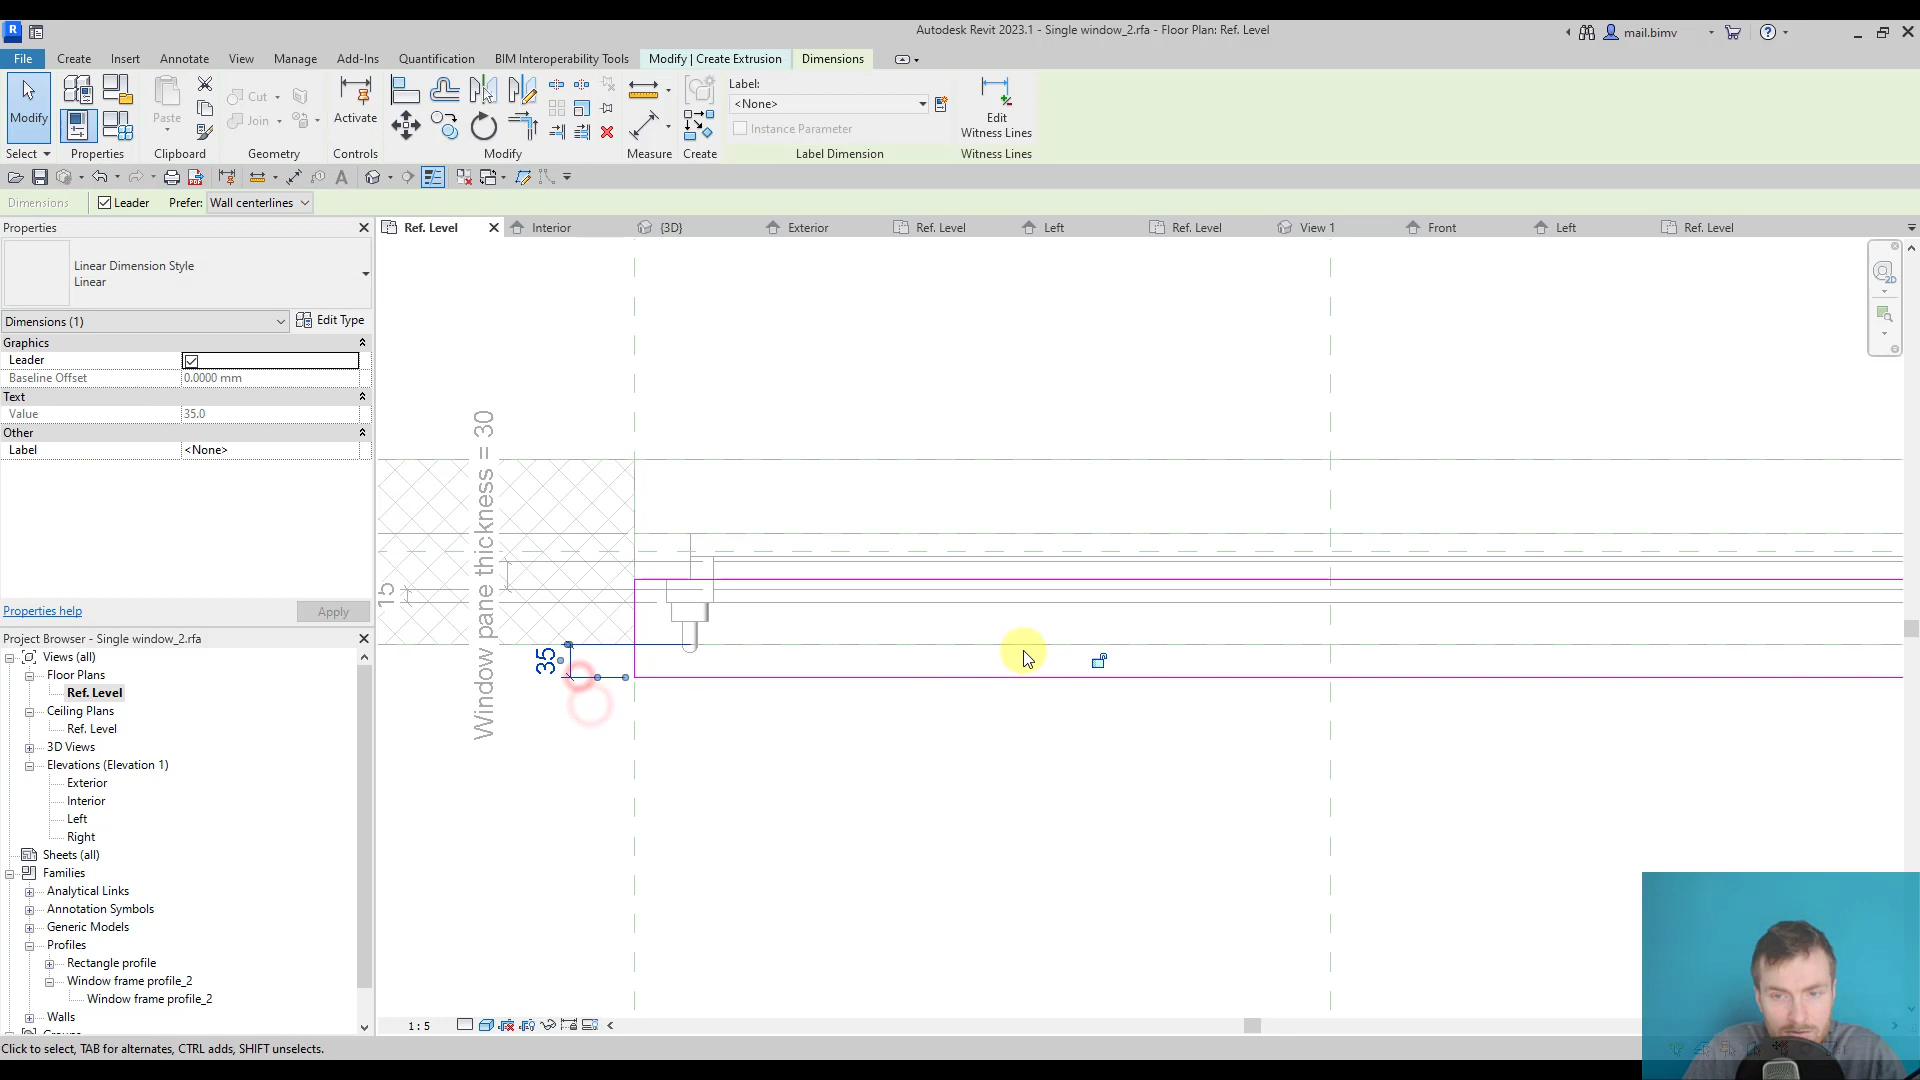 Autodesk Revit 2023.1 - Single window_2.rfa - Floor Plan: Ref. Level
mail.bimv
File Create Insert Annotate View Manage Add-Ins Quantification BIM Interoperability Tools Modify | Create Extrusion Dimensions
Modify
Paste
Cut
Join
Activate
Label:
<None>
Instance Parameter
Edit
Witness Lines
Select Properties Clipboard Geometry Controls Modify Measure Create Label Dimension Witness Lines
Dimensions Leader Prefer: Wall centerlines
Properties
Ref. Level Interior {3D} Exterior Ref. Level Left Ref. Level View 1 Front Left Ref. Level
Linear Dimension Style
Linear
Dimensions (1) Edit Type
Graphics
Leader
Baseline Offset 0.0000 mm
Text
Value 35.0
Other
Label <None>
Properties help Apply
Window pane thickness = 30
15
35
Project Browser - Single window_2.rfa
Views (all)
Floor Plans
Ref. Level
Ceiling Plans
Ref. Level
3D Views
Elevations (Elevation 1)
Exterior
Interior
Left
Right
Sheets (all)
Families
Analytical Links
Annotation Symbols
Generic Models
Profiles
Rectangle profile
Window frame profile_2
Window frame profile_2
Walls
1 : 5
Click to select, TAB for alternates, CTRL adds, SHIFT unselects.